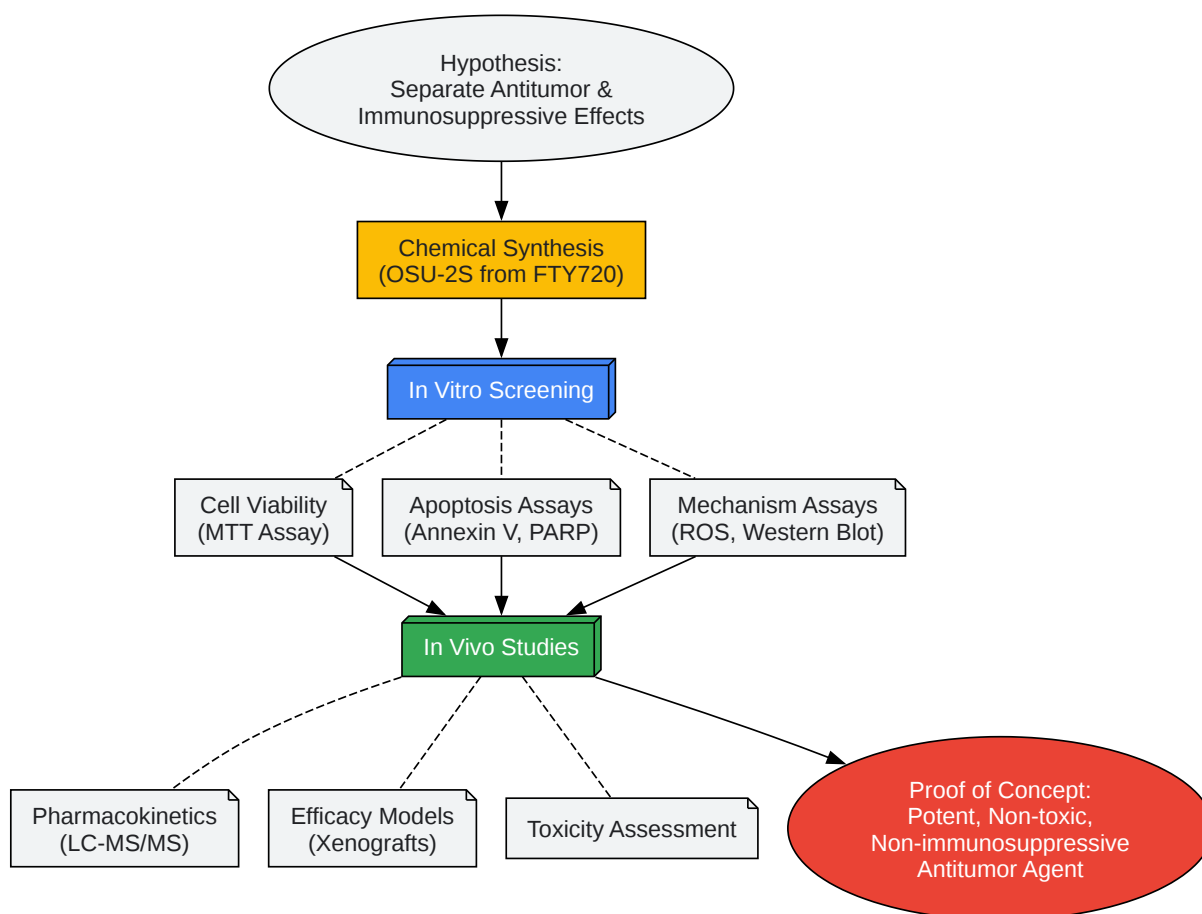 Hypothesis:
Separate Antitumor &
Immunosuppressive Effects
Chemical Synthesis
(OSU-2S from FTY720)
In Vitro Screening
Cell Viability
(MTT Assay)
Apoptosis Assays
(Annexin V, PARP)
Mechanism Assays
(ROS, Western Blot)
In Vivo Studies
Pharmacokinetics
(LC-MS/MS)
Efficacy Models
(Xenografts)
Toxicity Assessment
Proof of Concept:
Potent, Non-toxic,
Non-immunosuppressive
Antitumor Agent